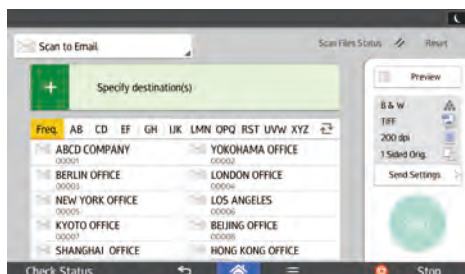 Scan to Email
Scan Files Status
Reset
Specify destination(s)
Preview
Freq. AB CD EF GH IJK LMN OPQ RST UVW XYZ
B & W
TIFF
200 dpi
1 Sided Orig.
Send Settings
ABCD COMPANY YOKOHAMA OFFICE
00001 00002
BERLIN OFFICE LONDON OFFICE
00003 00004
NEW YORK OFFICE LOS ANGELES
00005 00006
KYOTO OFFICE BEIJING OFFICE
00007 00008
SHANGHAI OFFICE HONG KONG OFFICE
Check Status Stop